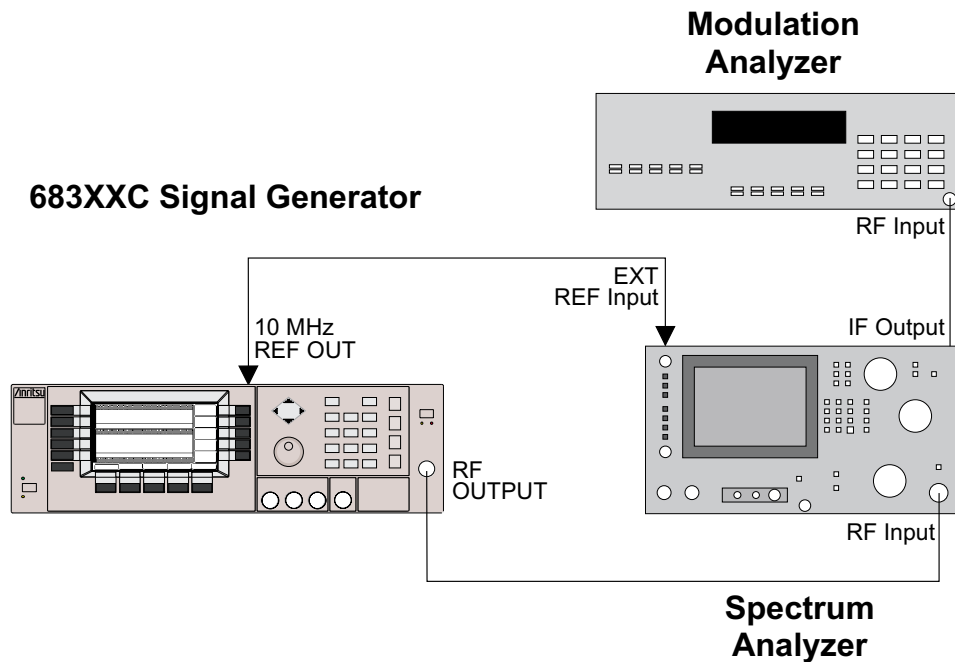 Modulation
Analyzer
683XXC Signal Generator
RF Input
EXT
REF Input
10 MHz
REF OUT
IF Output
Anritsu
RF
OUTPUT
RF Input
Spectrum
Analyzer